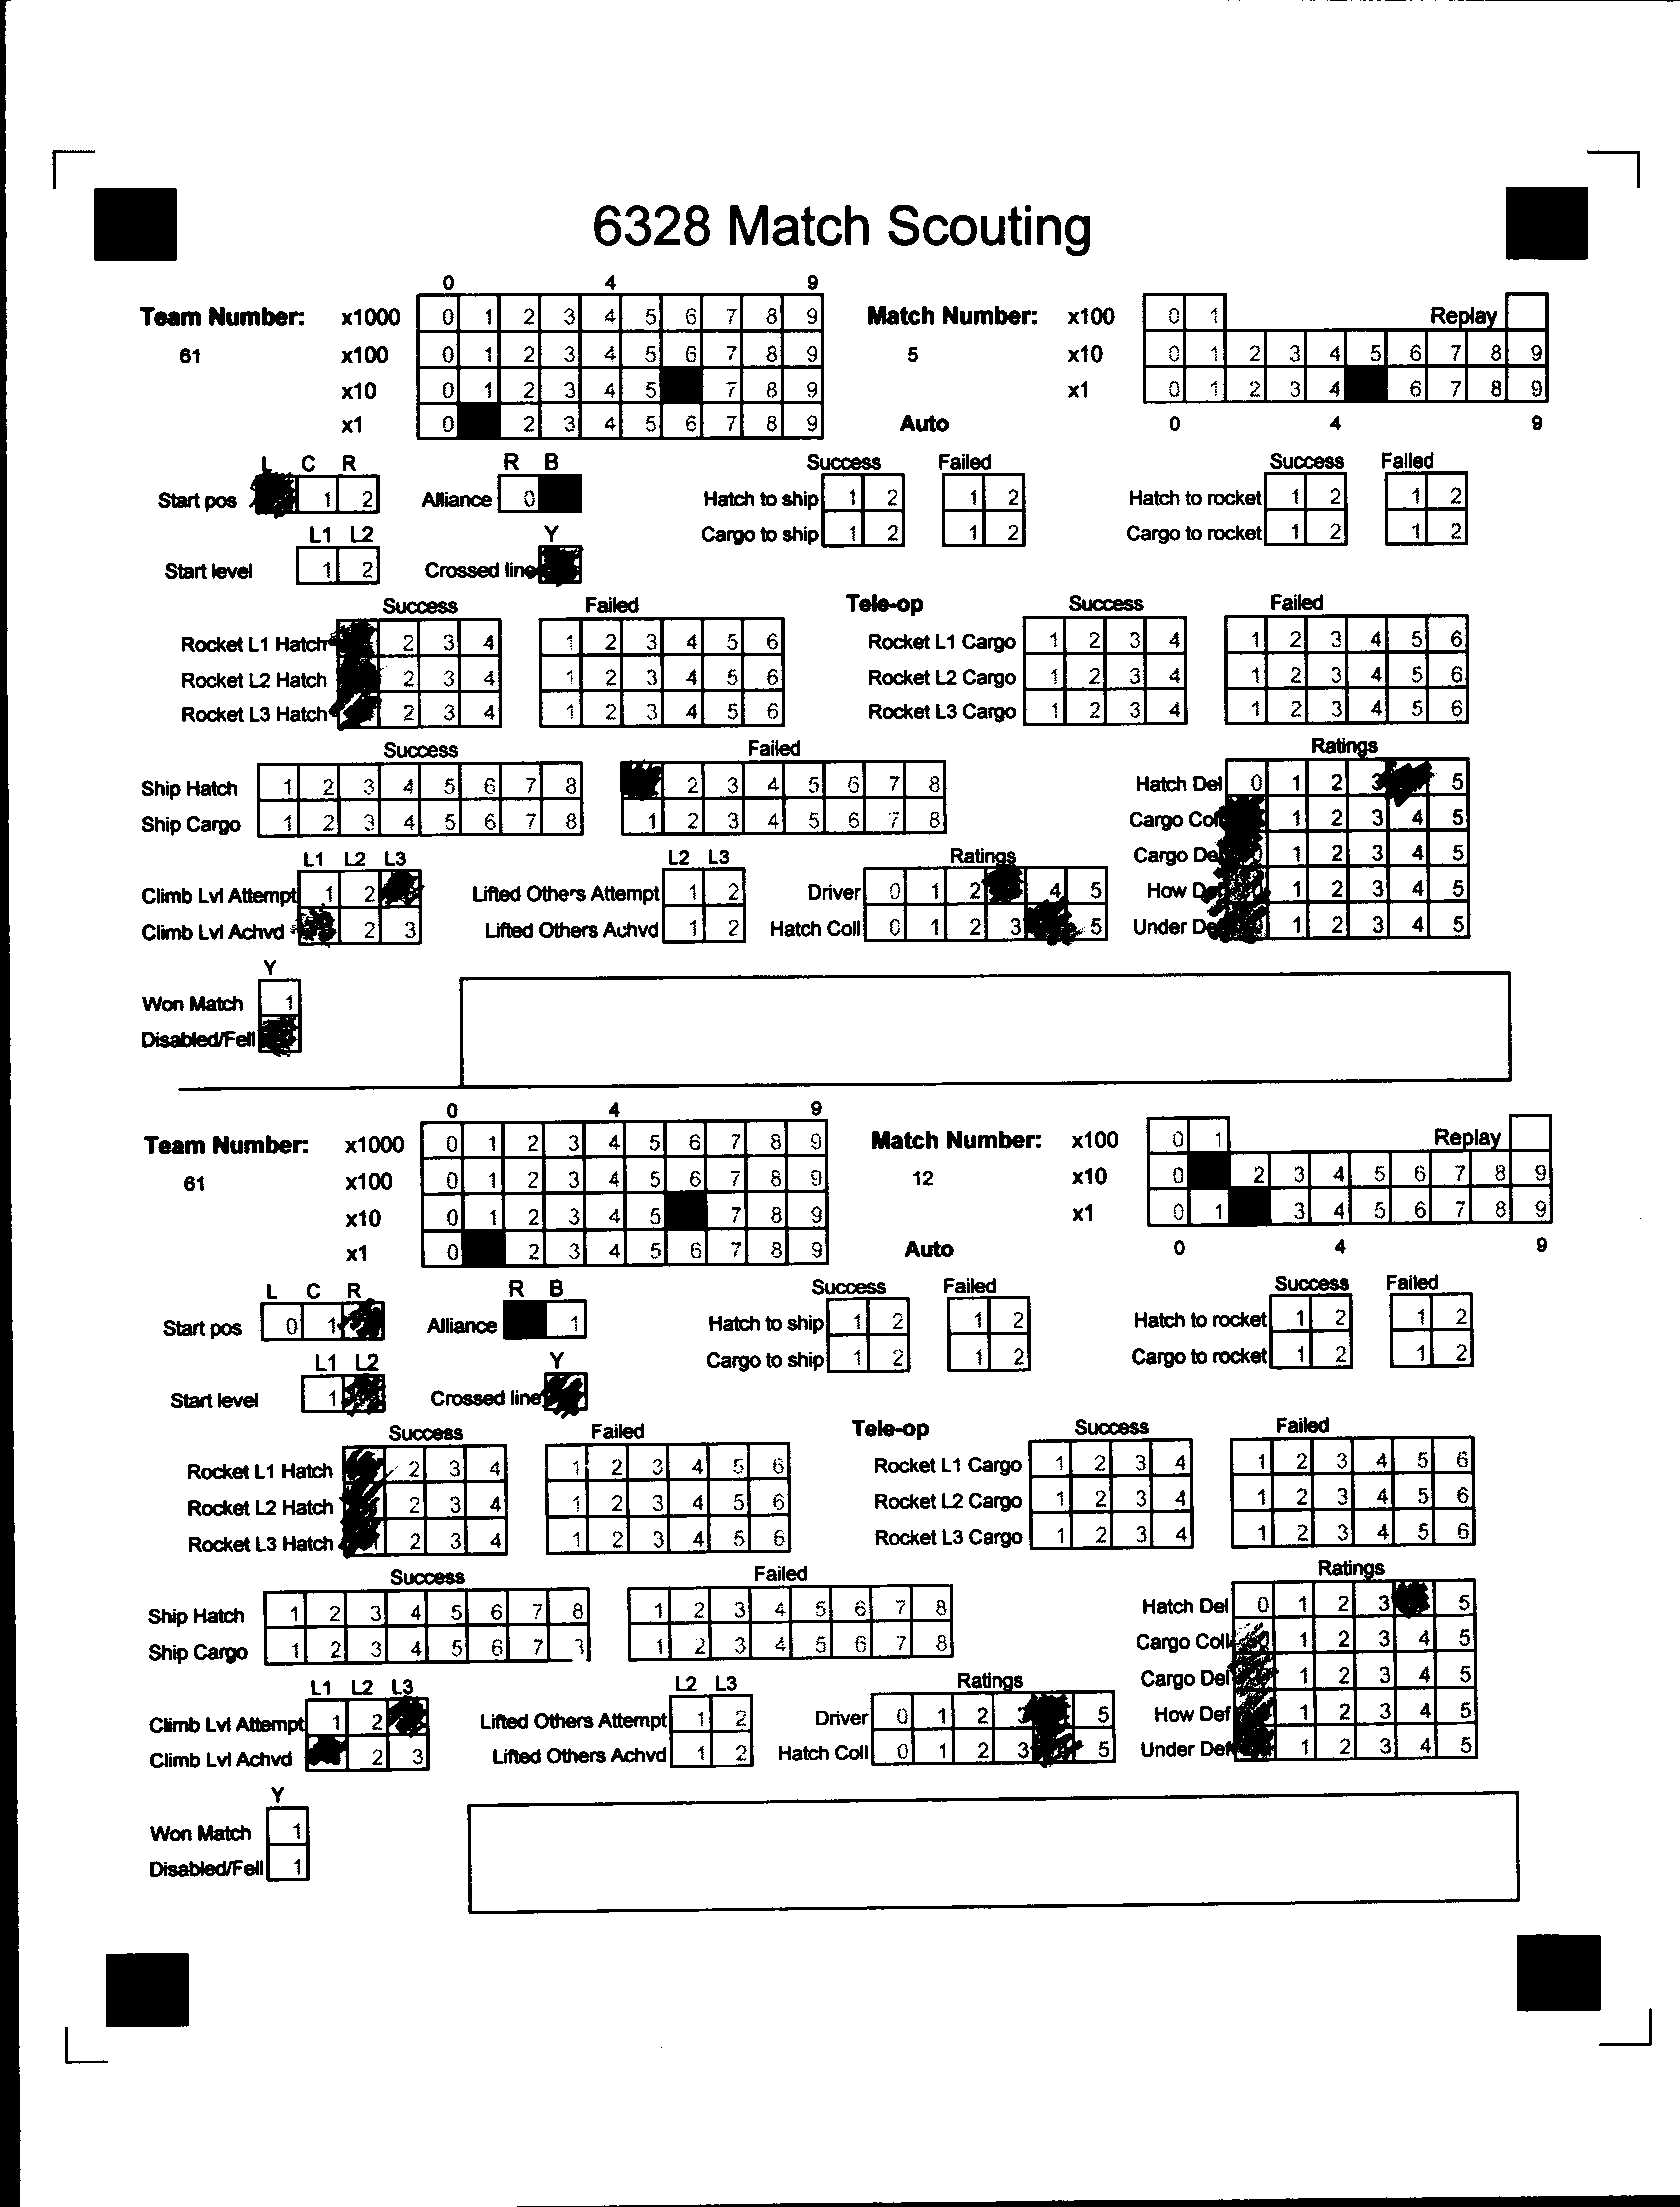 6328 Match Scouting
0 4 9
Team Number: x1000 0 1 2 3 4 5 6 7 8 9 Match Number: x100 0 1 Replay
61 x100 0 1 2 3 4 5 6 7 8 9 5 x10 0 1 2 3 4 5 6 7 8 9
x10 0 1 2 3 4 5 7 8 9 x1 0 1 2 3 4 6 7 8 9
x1 0 2 3 4 5 6 7 8 9 Auto 0 4 9
L C R R B Success Failed Success Failed
Start pos 1 2 Alliance 0 Hatch to ship 1 2 1 2 Hatch to rocket 1 2 1 2
L1 L2 Y Cargo to ship 1 2 1 2 Cargo to rocket 1 2 1 2
Start level 1 2 Crossed line
Success Failed Tele-op Success Failed
Rocket L1 Hatch 2 3 4 1 2 3 4 5 6 Rocket L1 Cargo 1 2 3 4 1 2 3 4 5 6
Rocket L2 Hatch 2 3 4 1 2 3 4 5 6 Rocket L2 Cargo 1 2 3 4 1 2 3 4 5 6
Rocket L3 Hatch 2 3 4 1 2 3 4 5 6 Rocket L3 Cargo 1 2 3 4 1 2 3 4 5 6
Success Failed Ratings
Ship Hatch 1 2 3 4 5 6 7 8 2 3 4 5 6 7 8 Hatch Del 0 1 2 3 5
Ship Cargo 1 2 3 4 5 6 7 8 1 2 3 4 5 6 7 8 Cargo Coll 1 2 3 4 5
L1 L2 L3 L2 L3 Ratings Cargo Del 1 2 3 4 5
Climb Lvl Attempt 1 2 Lifted Others Attempt 1 2 Driver 0 1 2 4 5 How Def 1 2 3 4 5
Climb Lvl Achvd 2 3 Lifted Others Achvd 1 2 Hatch Coll 0 1 2 3 5 Under Def 1 2 3 4 5
Y
Won Match 1
Disabled/Fell
0 4 9
Team Number: x1000 0 1 2 3 4 5 6 7 8 9 Match Number: x100 0 1 Replay
61 x100 0 1 2 3 4 5 6 7 8 9 12 x10 0 2 3 4 5 6 7 8 9
x10 0 1 2 3 4 5 7 8 9 x1 0 1 3 4 5 6 7 8 9
x1 0 2 3 4 5 6 7 8 9 Auto 0 4 9
L C R R B Success Failed Success Failed
Start pos 0 1 Alliance 1 Hatch to ship 1 2 1 2 Hatch to rocket 1 2 1 2
L1 L2 Y Cargo to ship 1 2 1 2 Cargo to rocket 1 2 1 2
Start level 1 Crossed line
Success Failed Tele-op Success Failed
Rocket L1 Hatch 2 3 4 1 2 3 4 5 6 Rocket L1 Cargo 1 2 3 4 1 2 3 4 5 6
Rocket L2 Hatch 2 3 4 1 2 3 4 5 6 Rocket L2 Cargo 1 2 3 4 1 2 3 4 5 6
Rocket L3 Hatch 2 3 4 1 2 3 4 5 6 Rocket L3 Cargo 1 2 3 4 1 2 3 4 5 6
Success Failed Ratings
Ship Hatch 1 2 3 4 5 6 7 8 1 2 3 4 5 6 7 8 Hatch Del 0 1 2 3 5
Ship Cargo 1 2 3 4 5 6 7 1 2 3 4 5 6 7 8 Cargo Coll 1 2 3 4 5
L1 L2 L3 L2 L3 Ratings Cargo Del 1 2 3 4 5
Climb Lvl Attempt 1 2 Lifted Others Attempt 1 2 Driver 0 1 2 3 5 How Def 1 2 3 4 5
Climb Lvl Achvd 2 3 Lifted Others Achvd 1 2 Hatch Coll 0 1 2 3 5 Under Def 1 2 3 4 5
Y
Won Match 1
Disabled/Fell 1